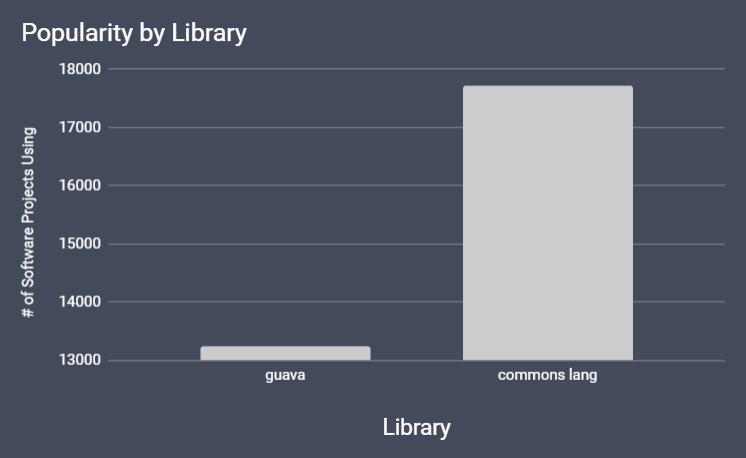 Popularity by Library
# of Software Projects Using
18000
17000
16000
15000
14000
13000
guava
commons lang
Library